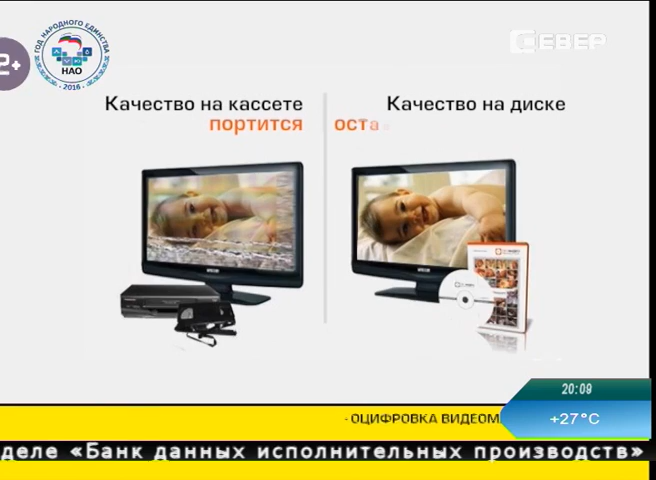 ГОД НАРОДНОГО ЕДИНСТВА
НАО
· 2016 ·
2+
СЕВЕР
Качество на кассете
портится
Качество на диске
оста
20:09
+27°C
- ОЦИФРОВКА ВИДЕОМ
деле «Банк данных исполнительных производств»